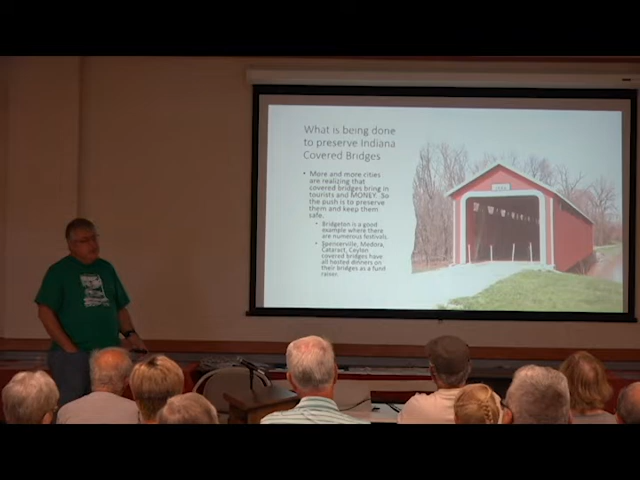 What is being done
to preserve Indiana
Covered Bridges
• More and more cities
are realizing that
covered bridges bring in
tourists and MONEY. So
the push is to preserve
them and keep them
safe.
• Bridgeton is a good
example where there
are numerous festivals.
• Spencerville, Medora,
Cataract, Ceylon
covered bridges have
all hosted dinners on
their bridges as a fund
raiser.